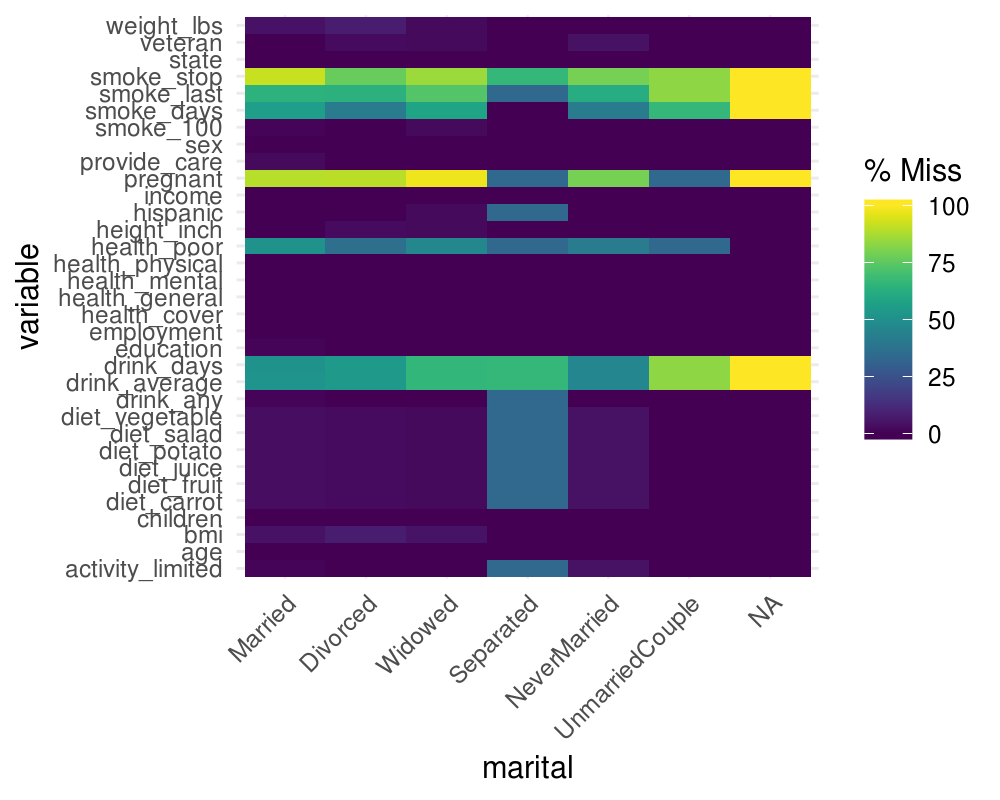 weight_lbs
veteran
state
smoke_stop
smoke_last
smoke_days
smoke_100
sex
provide_care
pregnant
income
hispanic
height_inch
health_poor
health_physical
health_mental
health_general
health_cover
employment
education
drink_days
drink_average
drink_any
diet_vegetable
diet_salad
diet_potato
diet_juice
diet_fruit
diet_carrot
children
bmi
age
activity_limited
variable
Married
Divorced
Widowed
Separated
NeverMarried
UnmarriedCouple
NA
marital
% Miss
100
75
50
25
0